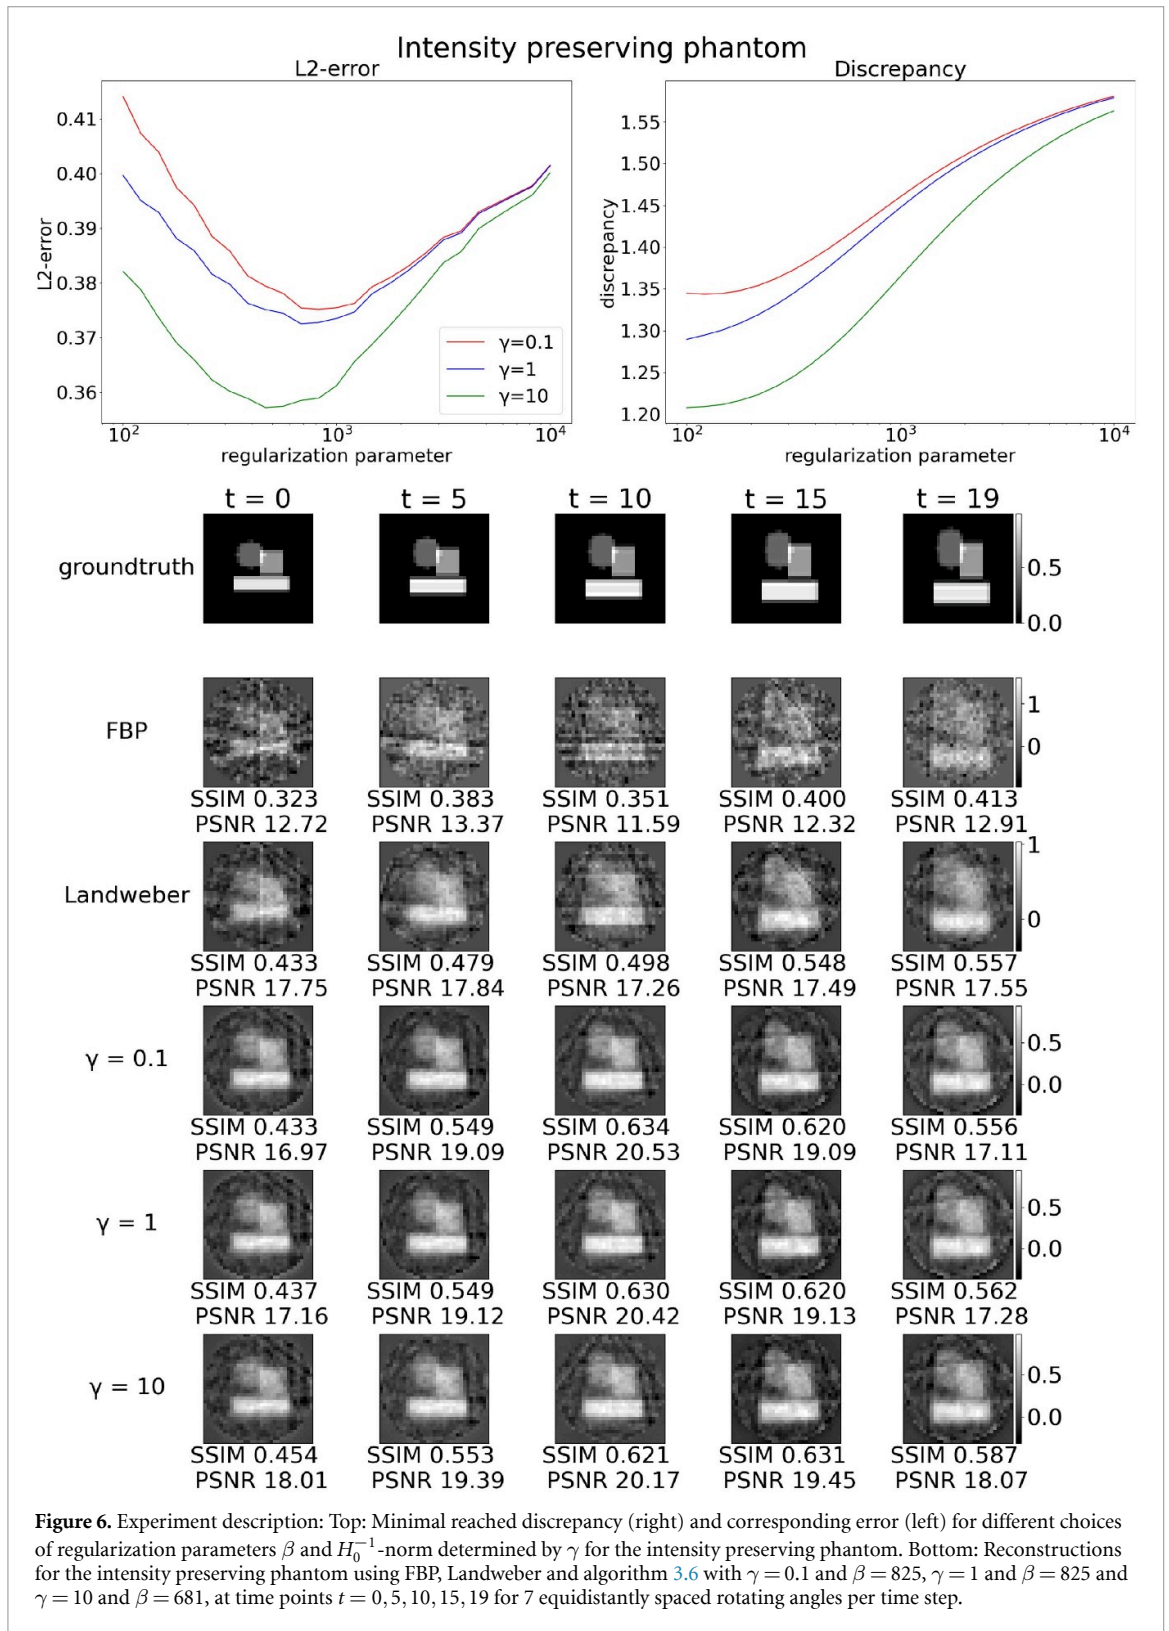 Intensity preserving phantom
L2-error
Discrepancy
0.41
0.40
0.39
0.38
0.37
0.36
L2-error
γ=0.1
γ=1
γ=10
10² 10³ 10⁴
regularization parameter
1.55
1.50
1.45
1.40
1.35
1.30
1.25
1.20
discrepancy
10² 10³ 10⁴
regularization parameter
t = 0 t = 5 t = 10 t = 15 t = 19
groundtruth
0.5
0.0
FBP
1
0
SSIM 0.323 SSIM 0.383 SSIM 0.351 SSIM 0.400 SSIM 0.413
PSNR 12.72 PSNR 13.37 PSNR 11.59 PSNR 12.32 PSNR 12.91
Landweber
1
0
SSIM 0.433 SSIM 0.479 SSIM 0.498 SSIM 0.548 SSIM 0.557
PSNR 17.75 PSNR 17.84 PSNR 17.26 PSNR 17.49 PSNR 17.55
γ = 0.1
0.5
0.0
SSIM 0.433 SSIM 0.549 SSIM 0.634 SSIM 0.620 SSIM 0.556
PSNR 16.97 PSNR 19.09 PSNR 20.53 PSNR 19.09 PSNR 17.11
γ = 1
0.5
0.0
SSIM 0.437 SSIM 0.549 SSIM 0.630 SSIM 0.620 SSIM 0.562
PSNR 17.16 PSNR 19.12 PSNR 20.42 PSNR 19.13 PSNR 17.28
γ = 10
0.5
0.0
SSIM 0.454 SSIM 0.553 SSIM 0.621 SSIM 0.631 SSIM 0.587
PSNR 18.01 PSNR 19.39 PSNR 20.17 PSNR 19.45 PSNR 18.07
Figure 6. Experiment description: Top: Minimal reached discrepancy (right) and corresponding error (left) for different choices
of regularization parameters β and H₀⁻¹-norm determined by γ for the intensity preserving phantom. Bottom: Reconstructions
for the intensity preserving phantom using FBP, Landweber and algorithm 3.6 with γ = 0.1 and β = 825, γ = 1 and β = 825 and
γ = 10 and β = 681, at time points t = 0, 5, 10, 15, 19 for 7 equidistantly spaced rotating angles per time step.